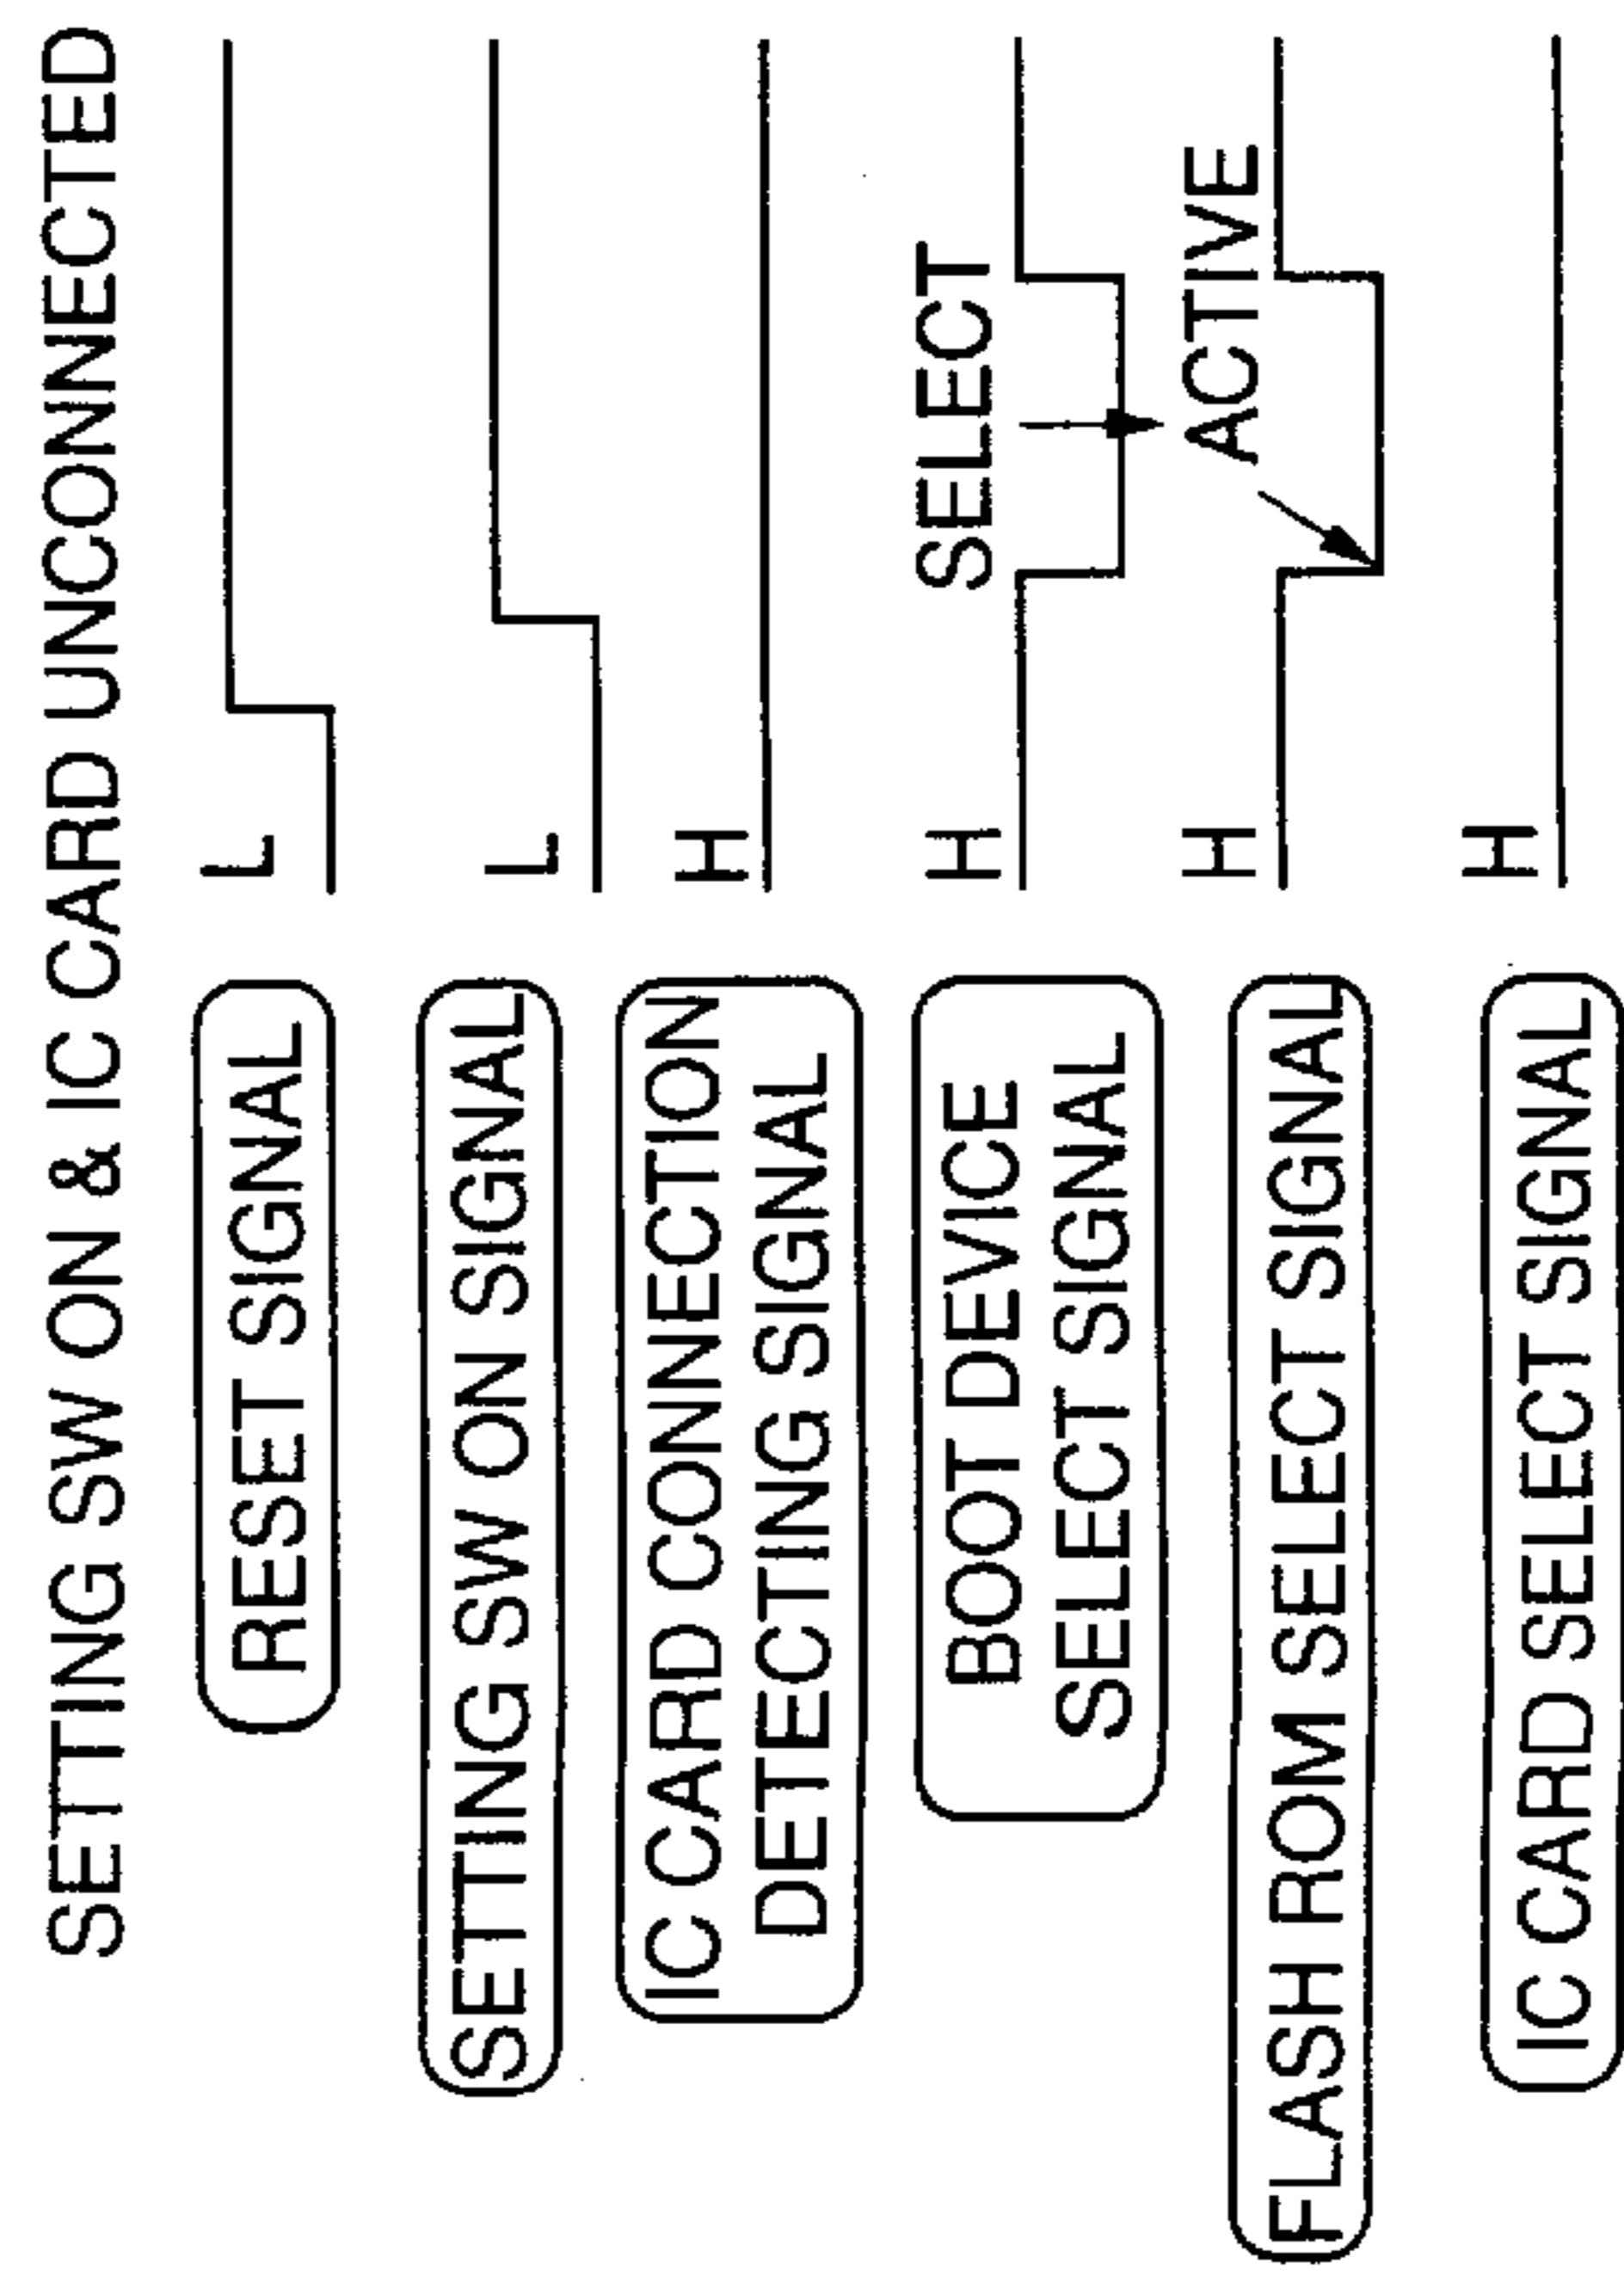 SETTING SW ON & IC CARD UNCONNECTED
RESET SIGNAL
L
SETTING SW ON SIGNAL
L
IC CARD CONNECTION
DETECTING SIGNAL
H
BOOT DEVICE
SELECT SIGNAL
H
SELECT
FLASH ROM SELECT SIGNAL
H
ACTIVE
IC CARD SELECT SIGNAL
H